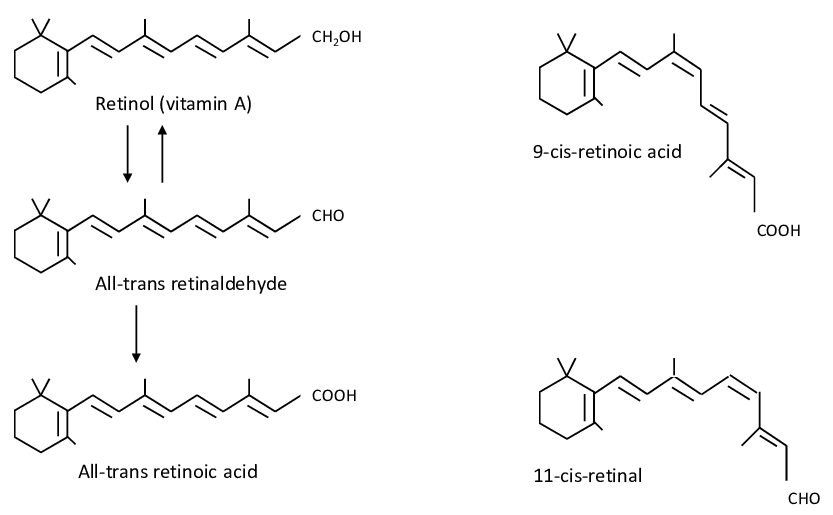 CH₂OH
Retinol (vitamin A)
CHO
All-trans retinaldehyde
COOH
All-trans retinoic acid
9-cis-retinoic acid
COOH
11-cis-retinal
CHO